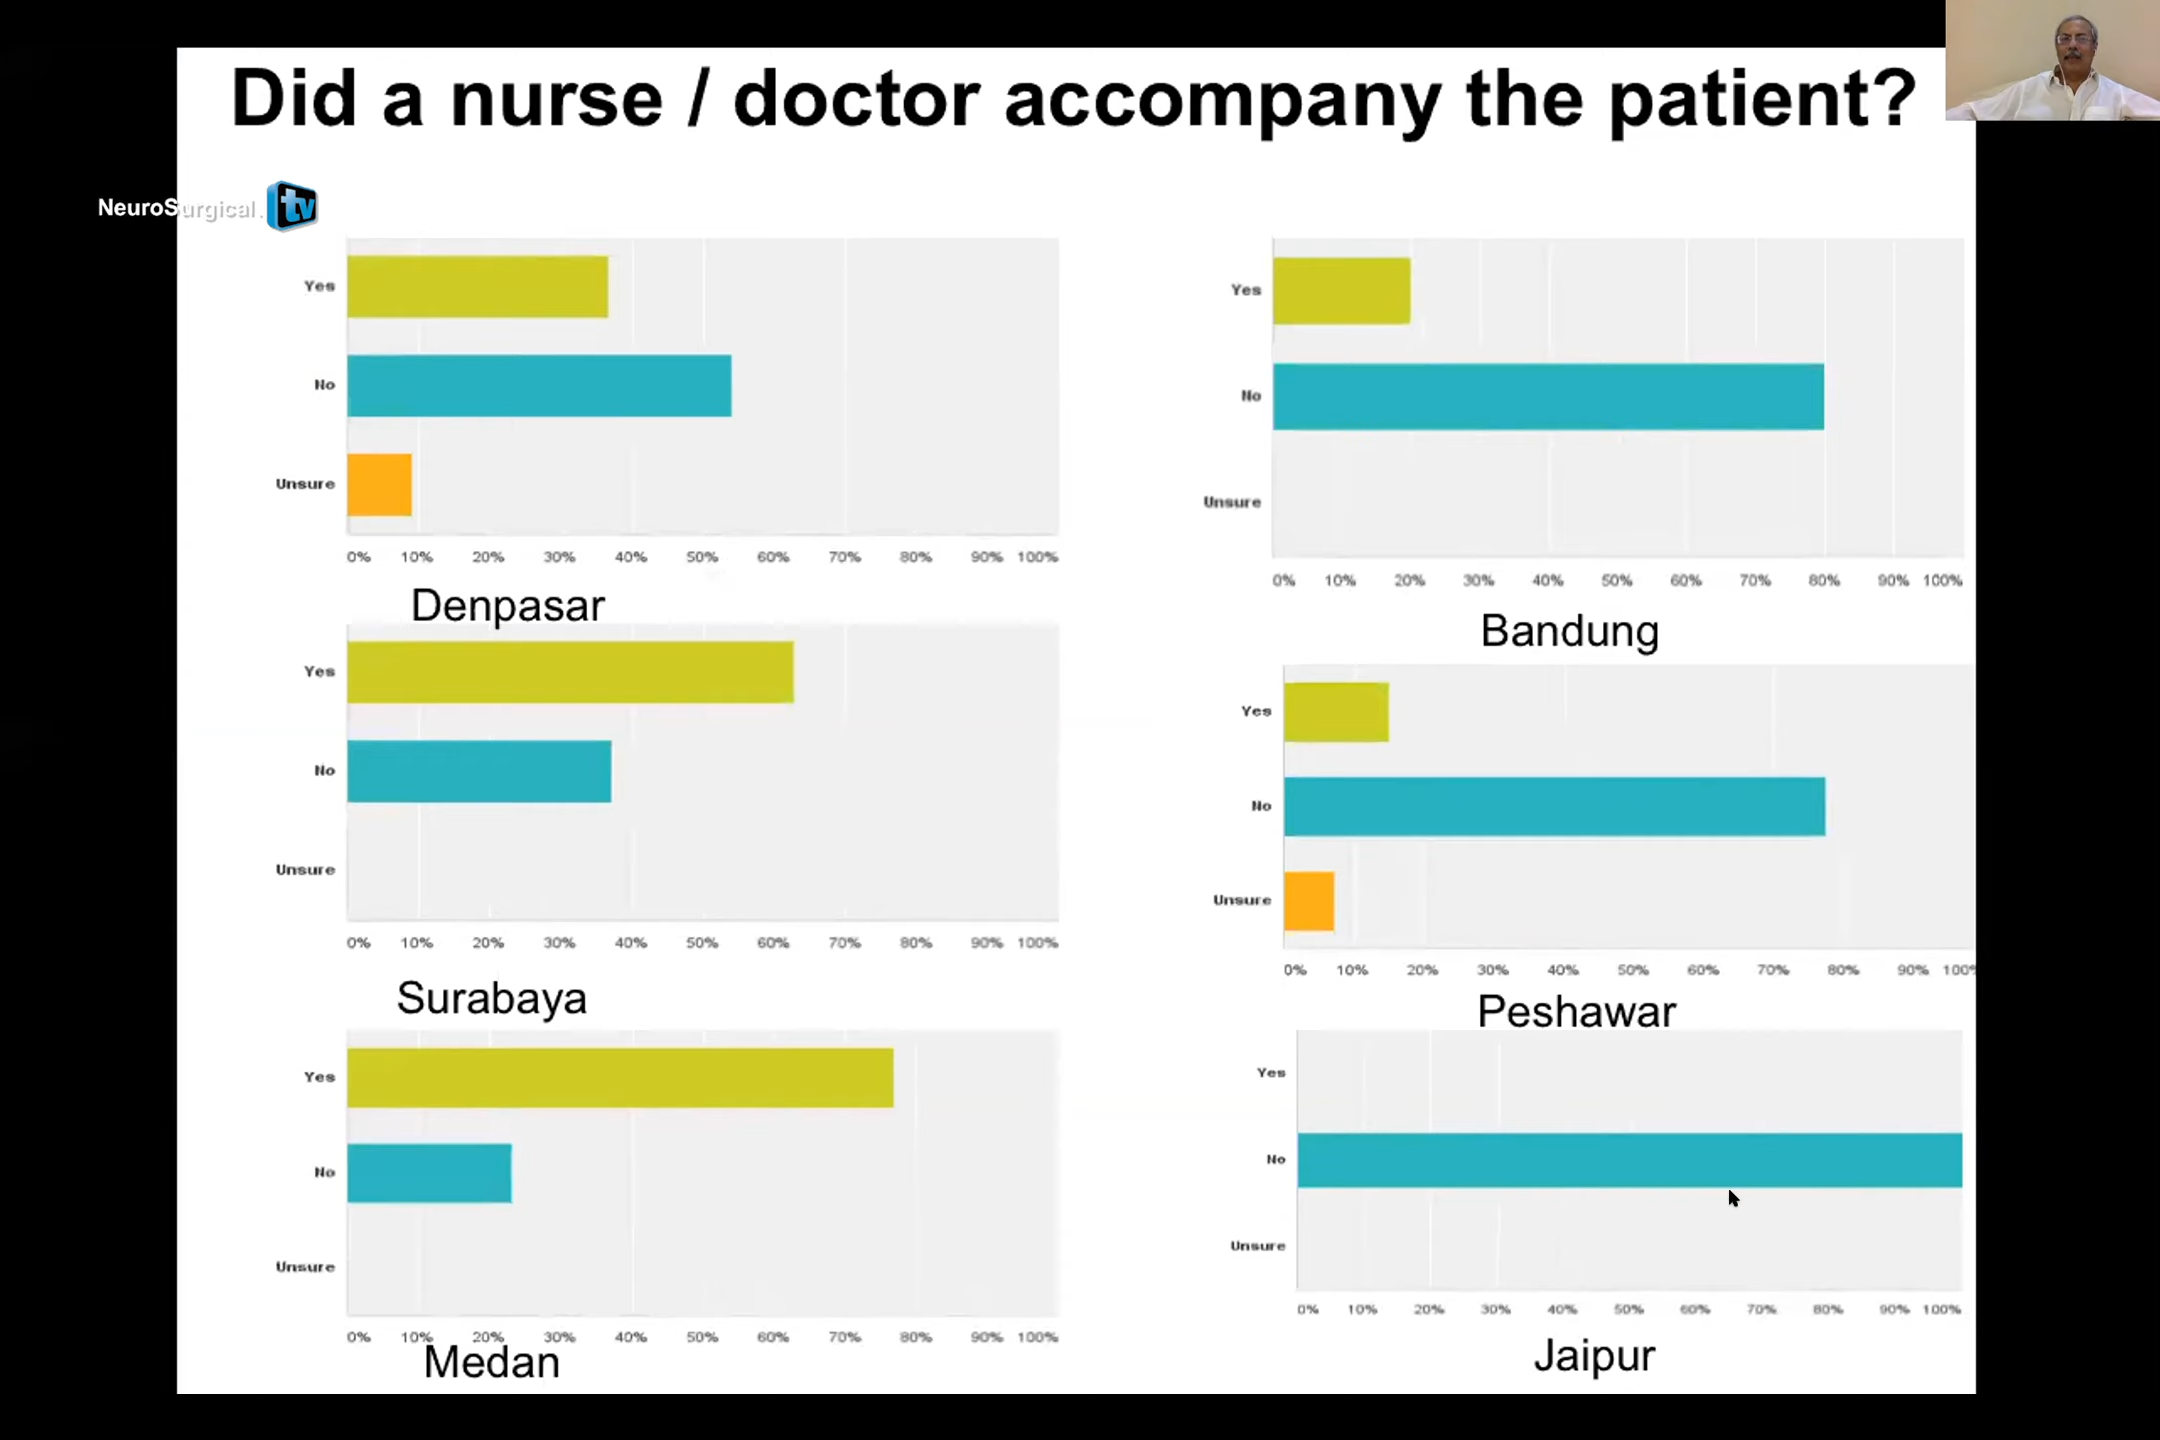 Did a nurse / doctor accompany the patient?
NeuroSurgical. tv
Yes
No
Unsure
0% 10% 20% 30% 40% 50% 60% 70% 80% 90% 100%
Denpasar
Yes
No
Unsure
0% 10% 20% 30% 40% 50% 60% 70% 80% 90% 100%
Bandung
Yes
No
Unsure
0% 10% 20% 30% 40% 50% 60% 70% 80% 90% 100%
Surabaya
Yes
No
Unsure
0% 10% 20% 30% 40% 50% 60% 70% 80% 90% 100%
Peshawar
Yes
No
Unsure
0% 10% 20% 30% 40% 50% 60% 70% 80% 90% 100%
Medan
Yes
No
Unsure
0% 10% 20% 30% 40% 50% 60% 70% 80% 90% 100%
Jaipur